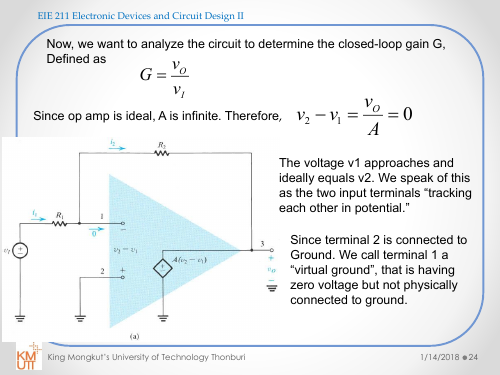 EIE 211 Electronic Devices and Circuit Design II
Now, we want to analyze the circuit to determine the closed-loop gain G,
Defined as
G = v_O / v_I
Since op amp is ideal, A is infinite. Therefore, v_2 − v_1 = v_O / A = 0
i_2
R_2
The voltage v1 approaches and
ideally equals v2. We speak of this
as the two input terminals “tracking
each other in potential.”
i_1
R_1
1
0
−
v_I
+
−
v_2 − v_1
3
+
v_O
−
2
+
+
−
A(v_2 − v_1)
Since terminal 2 is connected to
Ground. We call terminal 1 a
“virtual ground”, that is having
zero voltage but not physically
connected to ground.
(a)
KM
UTT
King Mongkut’s University of Technology Thonburi
1/14/2018 ●24